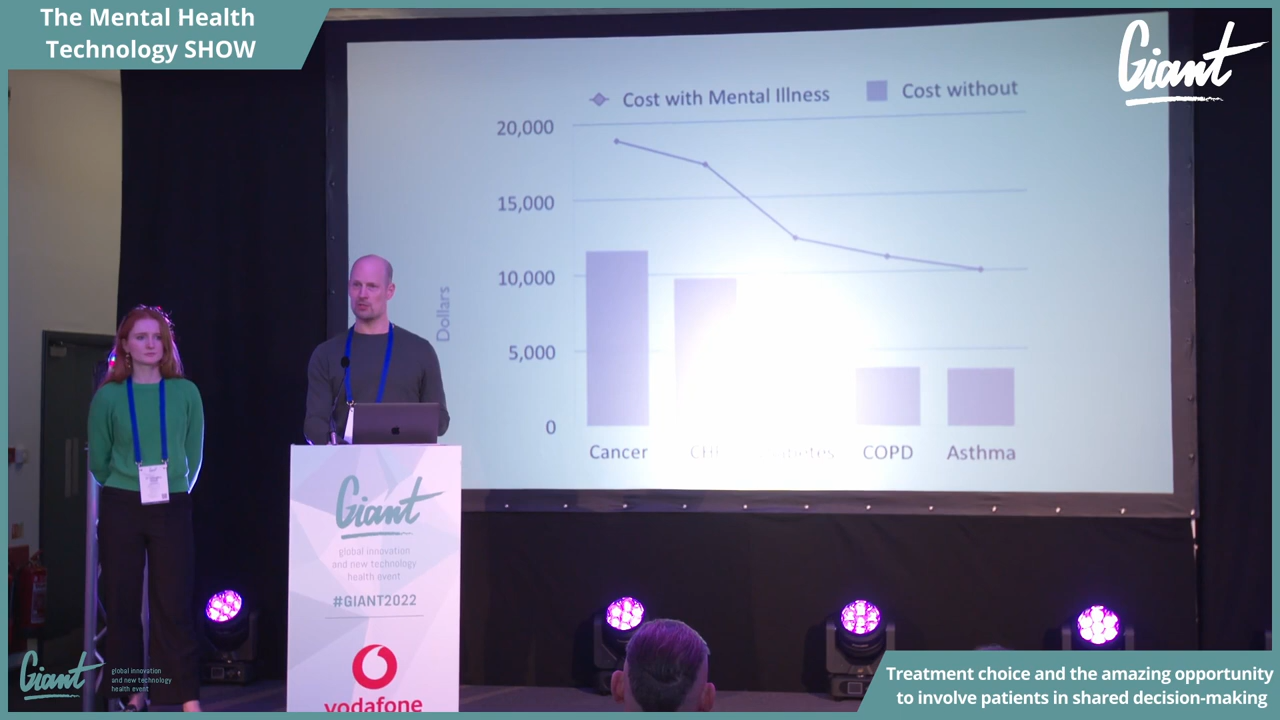 The Mental Health
Technology SHOW
Giant
Cost with Mental Illness
Cost without
20,000
15,000
10,000
5,000
0
Dollars
Cancer
COPD
Asthma
Giant
global innovation
and new technology
health event
#GIANT2022
vodafone
Giant
global innovation
and new technology
health event
Treatment choice and the amazing opportunity
to involve patients in shared decision-making